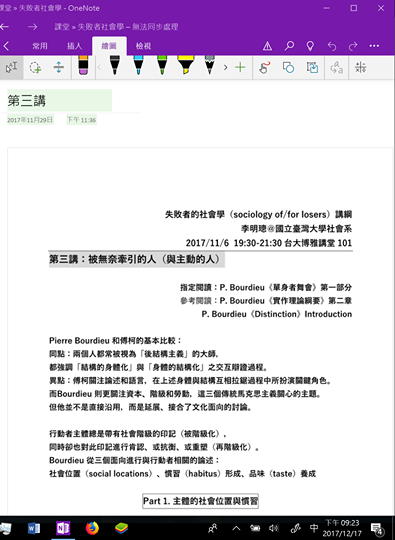 課堂 » 失敗者社會學 - OneNote
課堂 » 失敗者社會學 – 無法同步處理
常用 插入 繪圖 檢視
第三講
2017年11月29日 下午 11:36
失敗者的社會學（sociology of/for losers）講綱
李明璁@國立臺灣大學社會系
2017/11/6 19:30-21:30 台大博雅講堂 101
第三講：被無奈牽引的人（與主動的人）
指定閱讀：P. Bourdieu《單身者舞會》第一部分
參考閱讀：P. Bourdieu《實作理論綱要》第二章
P. Bourdieu《Distinction》Introduction
Pierre Bourdieu 和傅柯的基本比較：
同點：兩個人都常被視為「後結構主義」的大師，
都強調「結構的身體化」與「身體的結構化」之交互辯證過程。
異點：傅柯關注論述和語言，在上述身體與結構互相拉鋸過程中所扮演關鍵角色。
而Bourdieu 則更關注資本、階級和勞動，這三個傳統馬克思主義關心的主題。
但他並不是直接沿用，而是延展、接合了文化面向的討論。
行動者主體總是帶有社會階級的印記（被階級化），
同時卻也對此印記進行肯認、或抗衡、或重塑（再階級化）。
Bourdieu 從三個面向進行與行動者相關的論述：
社會位置（social locations）、慣習（habitus）形成、品味（taste）養成
Part 1. 主體的社會位置與慣習
中 下午 09:23
2017/12/17